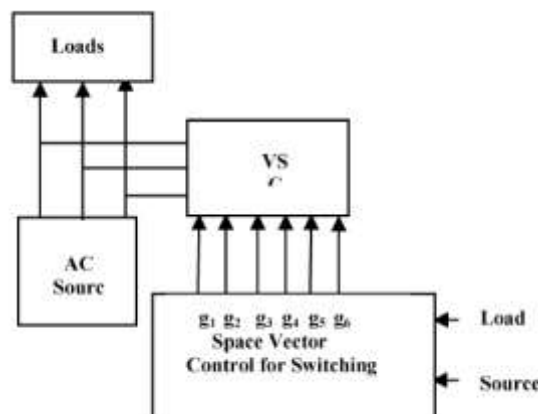 Loads
VS
C
AC
Sourc
g₁ g₂ g₃ g₄ g₅ g₆
Space Vector
Control for Switching
Load
Source